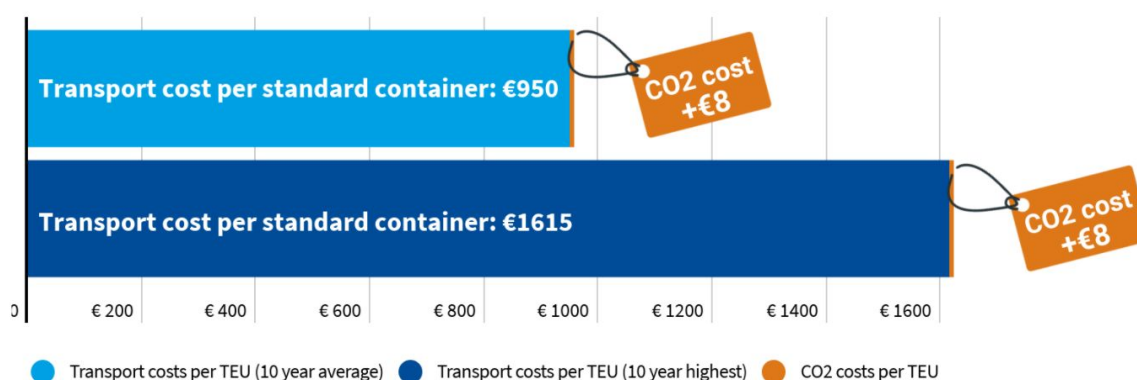 Transport cost per standard container: €950
CO2 cost
+€8
Transport cost per standard container: €1615
CO2 cost
+€8
0 € 200 € 400 € 600 € 800 € 1000 € 1200 € 1400 € 1600
Transport costs per TEU (10 year average) Transport costs per TEU (10 year highest) CO2 costs per TEU